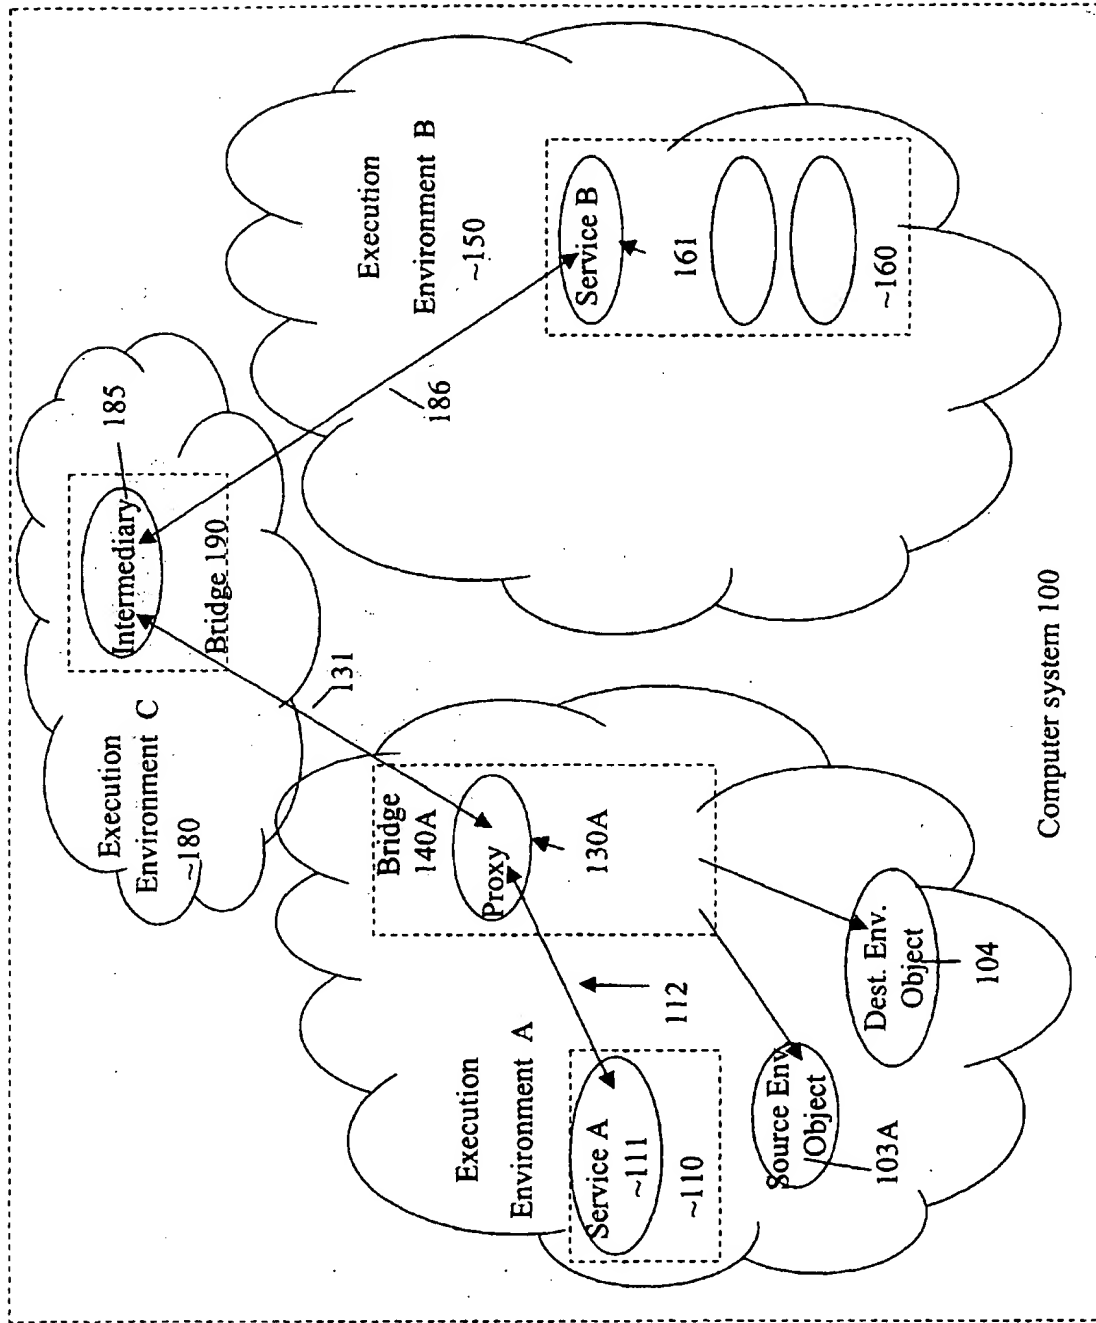 Execution
Environment C
~180
Intermediary
185
Bridge 190
131
186
Execution
Environment B
~150
Service B
161
~160
Execution
Environment A
Service A
~111
~110
112
Bridge
140A
Proxy
130A
Source Env
Object
103A
Dest. Env.
Object
104
Computer system 100